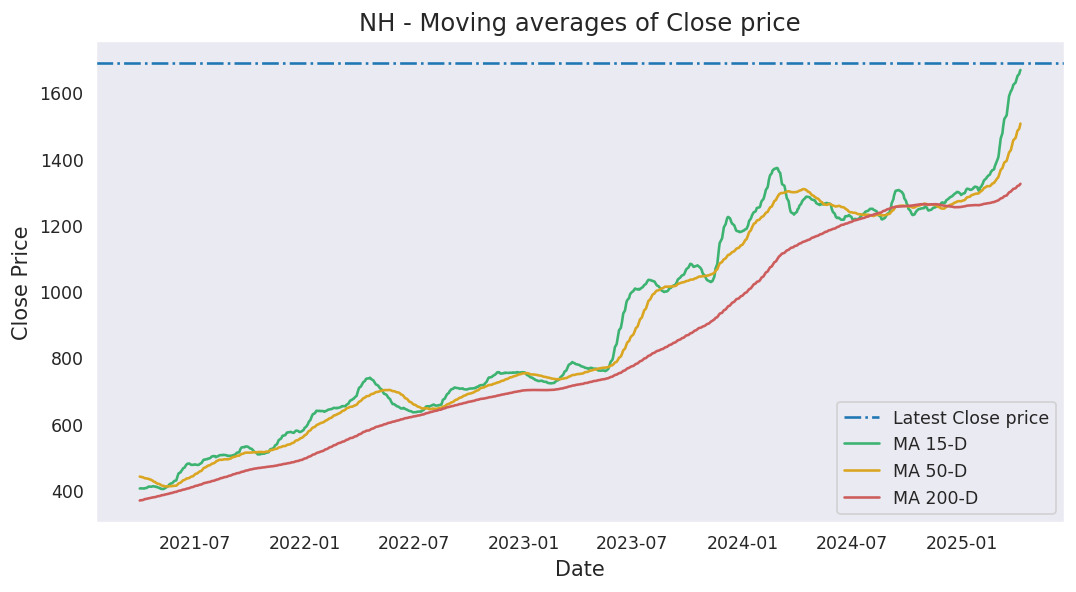 NH - Moving averages of Close price
Close Price
1600
1400
1200
1000
800
600
400
Latest Close price
MA 15-D
MA 50-D
MA 200-D
2021-07 2022-01 2022-07 2023-01 2023-07 2024-01 2024-07 2025-01
Date